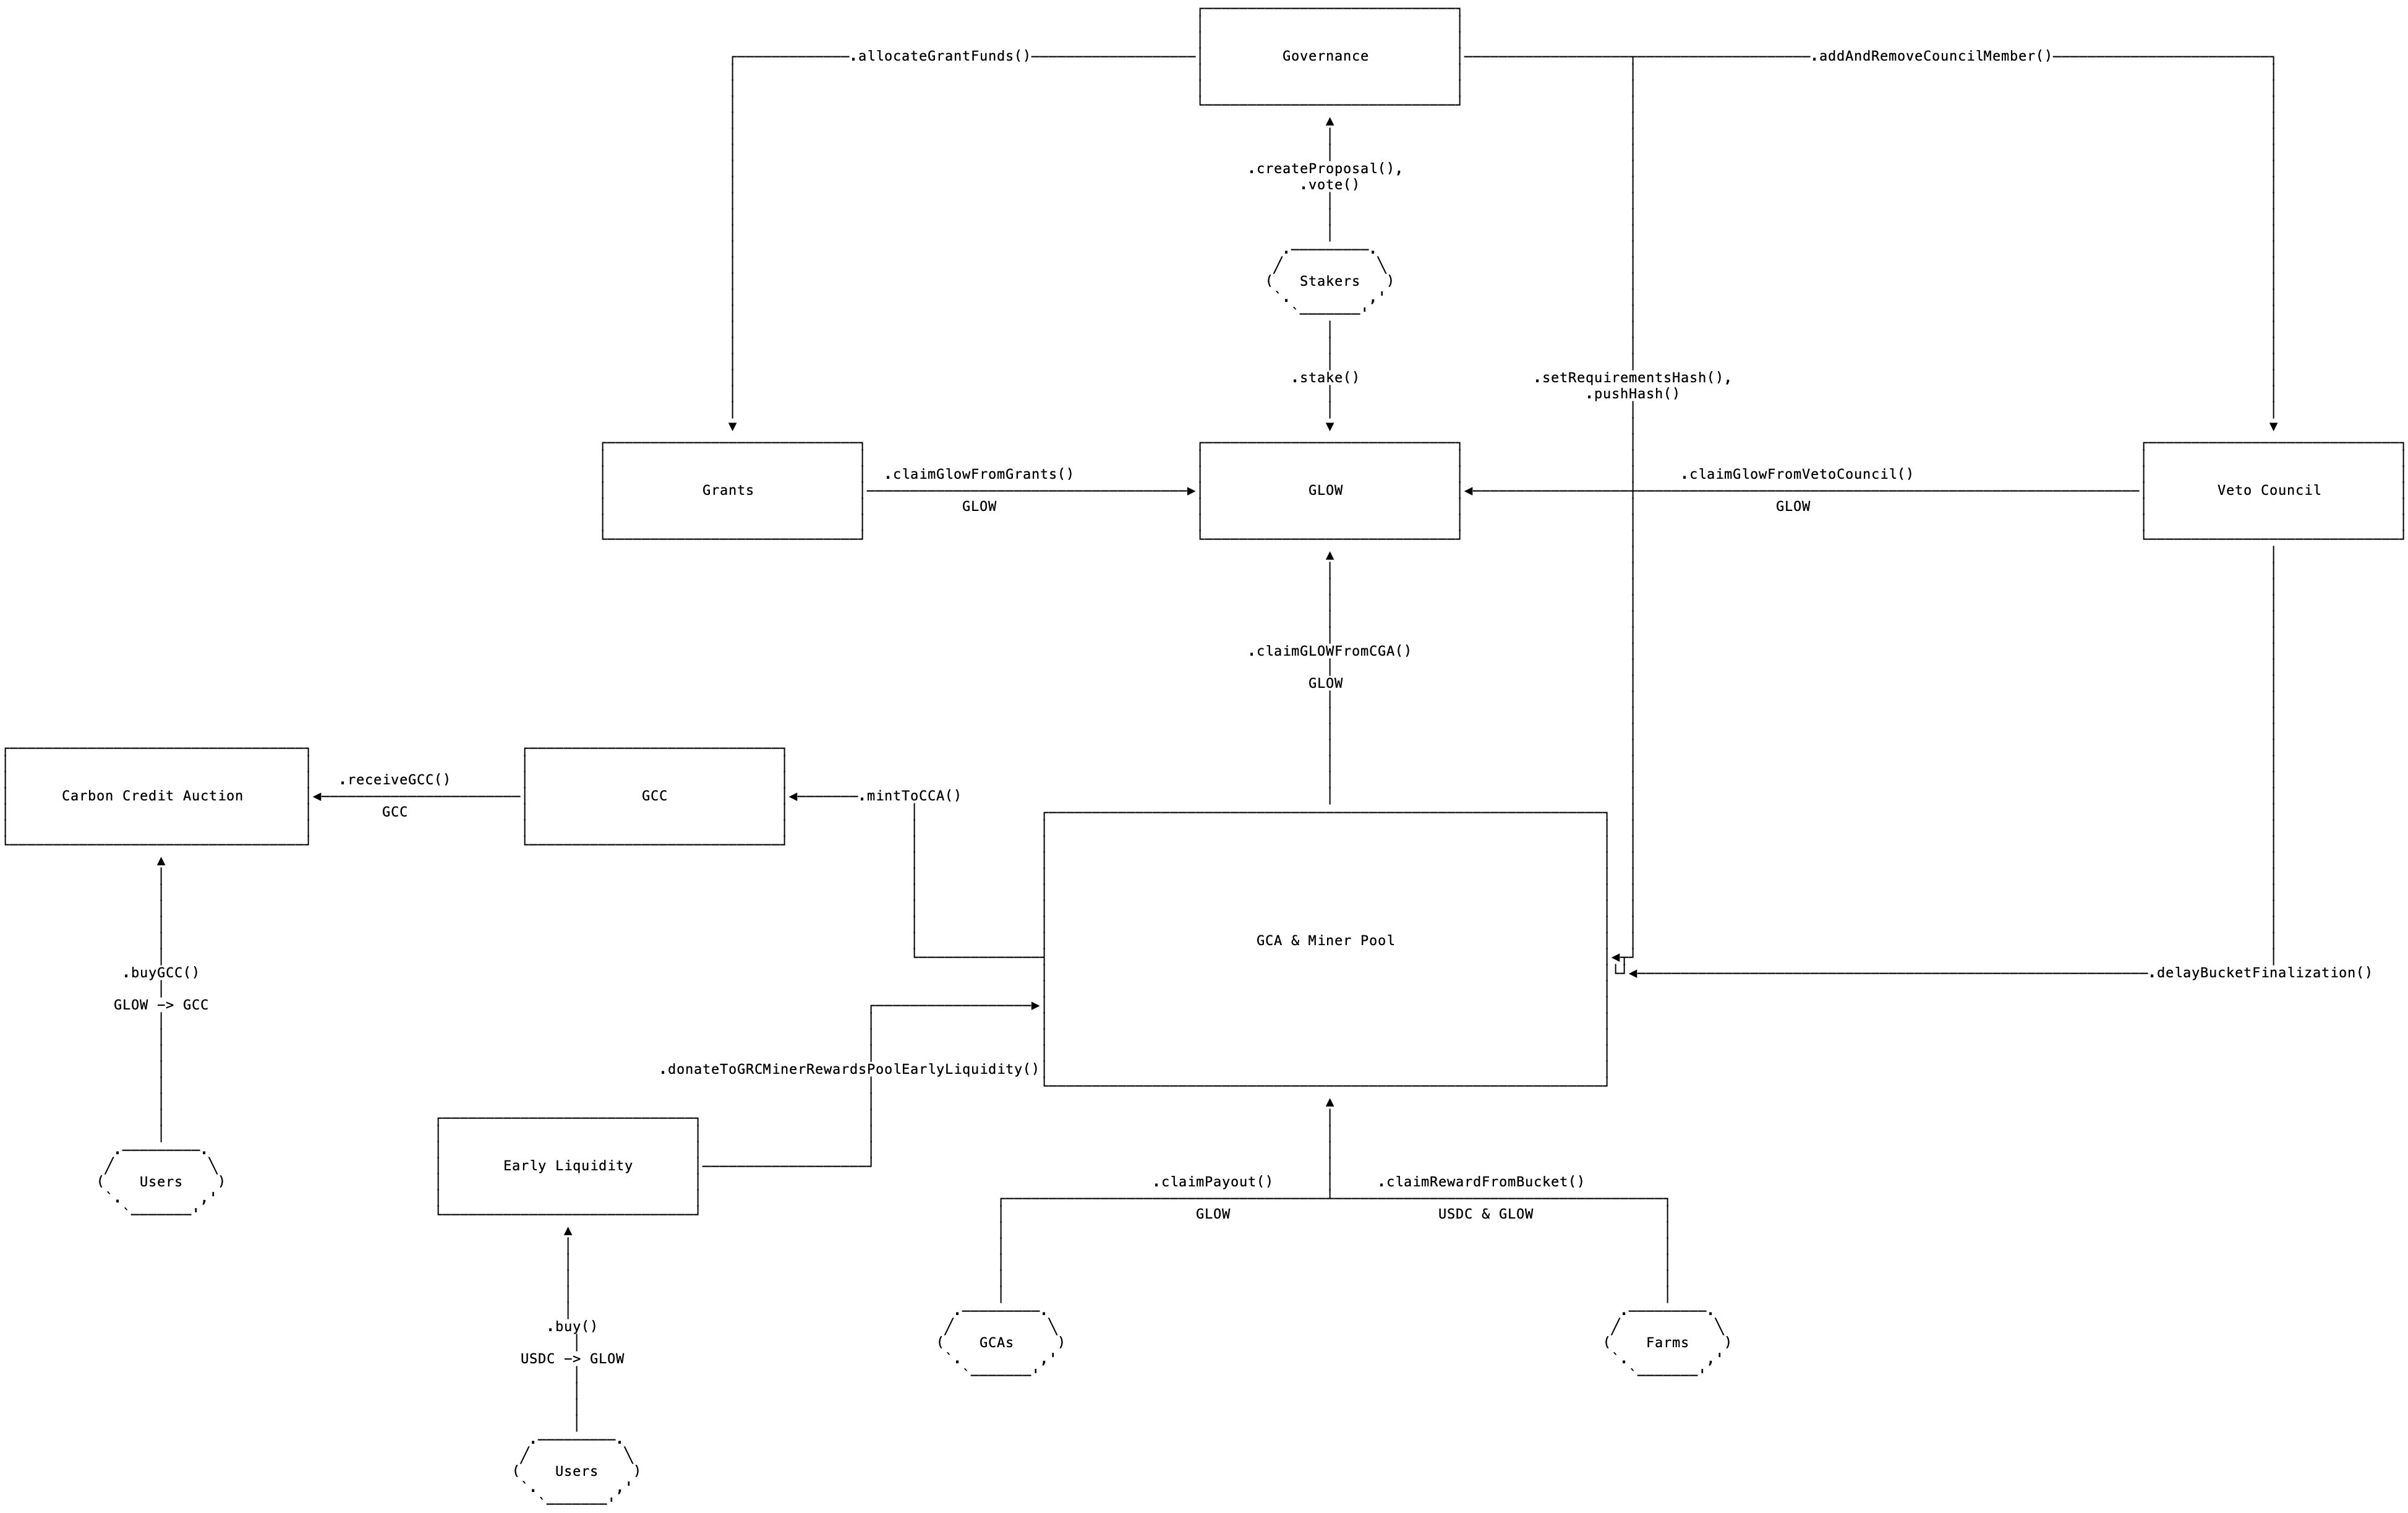 Governance
.allocateGrantFunds()
.addAndRemoveCouncilMember()
.createProposal(),
.vote()
Stakers
.stake()
.setRequirementsHash(),
.pushHash()
Grants
.claimGlowFromGrants()
GLOW
GLOW
.claimGlowFromVetoCouncil()
GLOW
Veto Council
.claimGLOWFromCGA()
GLOW
Carbon Credit Auction
.receiveGCC()
GCC
GCC
.mintToCCA()
GCA & Miner Pool
.buyGCC()
GLOW -> GCC
.delayBucketFinalization()
.donateToGRCMinerRewardsPoolEarlyLiquidity()
Early Liquidity
Users
.claimPayout()
GLOW
.claimRewardFromBucket()
USDC & GLOW
.buy()
USDC -> GLOW
GCAs
Farms
Users